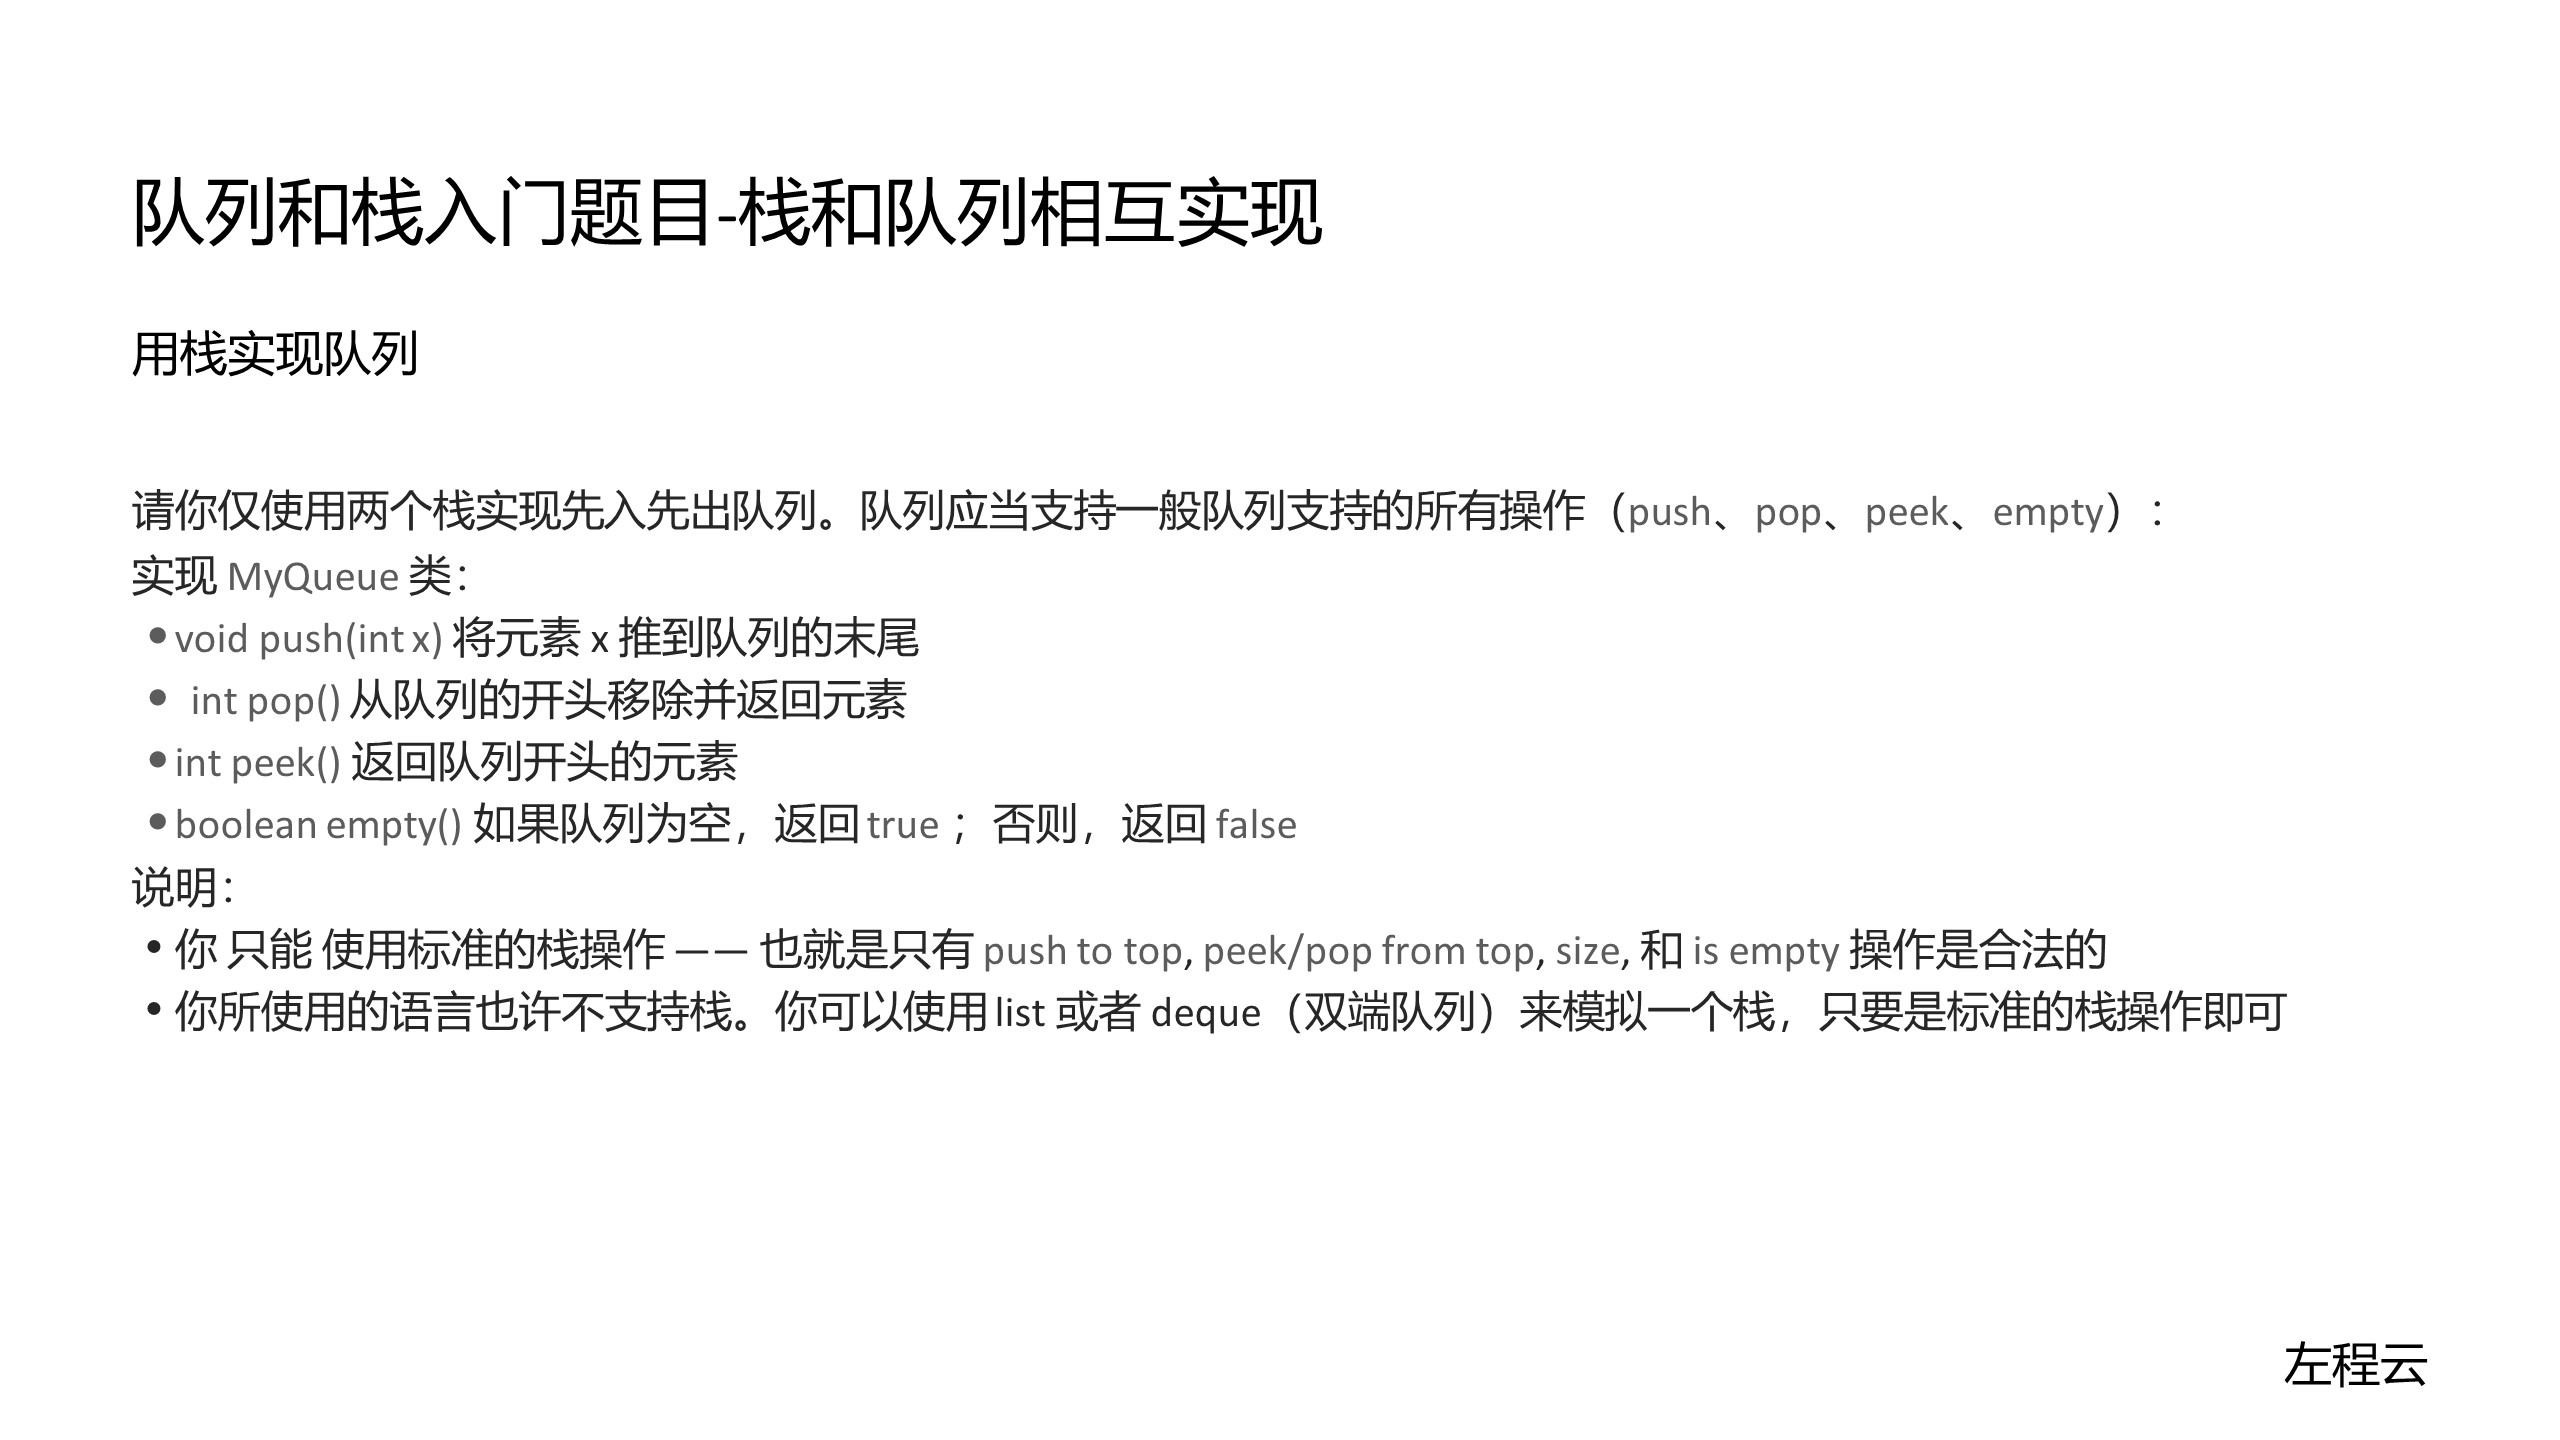 队列和栈入门题目-栈和队列相互实现
用栈实现队列
请你仅使用两个栈实现先入先出队列。队列应当支持一般队列支持的所有操作（push、pop、peek、empty）：
实现 MyQueue 类：
•void push(int x) 将元素 x 推到队列的末尾
• int pop() 从队列的开头移除并返回元素
•int peek() 返回队列开头的元素
•boolean empty() 如果队列为空，返回 true ；否则，返回 false
说明：
• 你 只能 使用标准的栈操作 —— 也就是只有 push to top, peek/pop from top, size, 和 is empty 操作是合法的
• 你所使用的语言也许不支持栈。你可以使用 list 或者 deque（双端队列）来模拟一个栈，只要是标准的栈操作即可
左程云